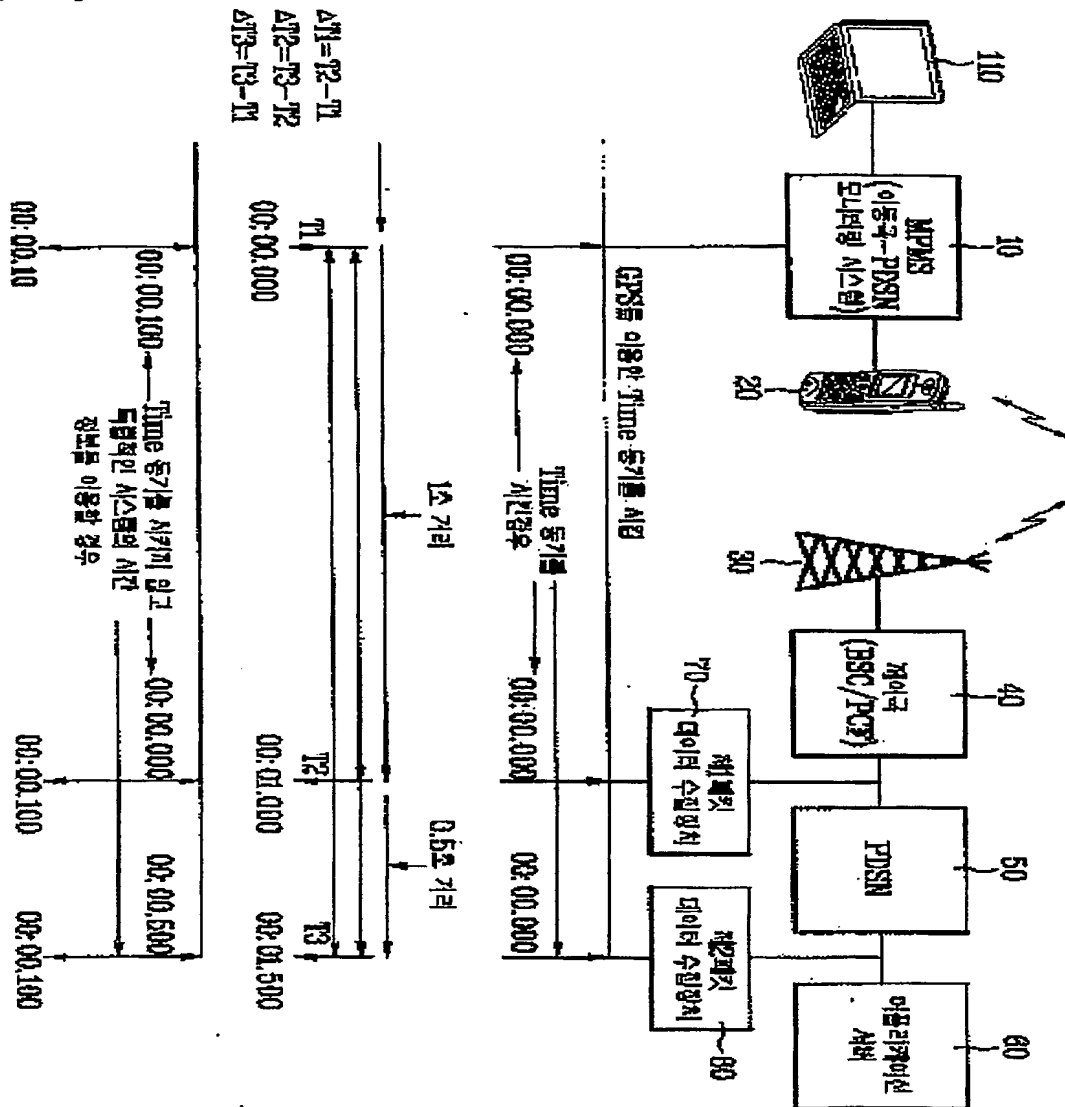 110
10
MPMS
(이동국-PDSN
모니터링 시스템)
20
30
40
제어국
(BSC/PCF)
50
PDSN
60
어플리케이션
서버
70
제1패킷
데이터 수집장치
80
제2패킷
데이터 수집장치
GPS를 이용한 Time 동기를 시킴
Time 동기를
시킨경우
00:00.000
00:00.000
00:00.000
ΔT1=T2-T1
ΔT2=T3-T2
ΔT3=T3-T1
1초 거리
0.5초 거리
T1
T2
T3
00:00.000
00:01.000
00:01.500
00:00.100
Time 동기를 시키지 않고
독립적인 시스템의 시간
정보를 이용할 경우
00:00.000
00:00.600
00:00.10
00:00.100
00:00.100